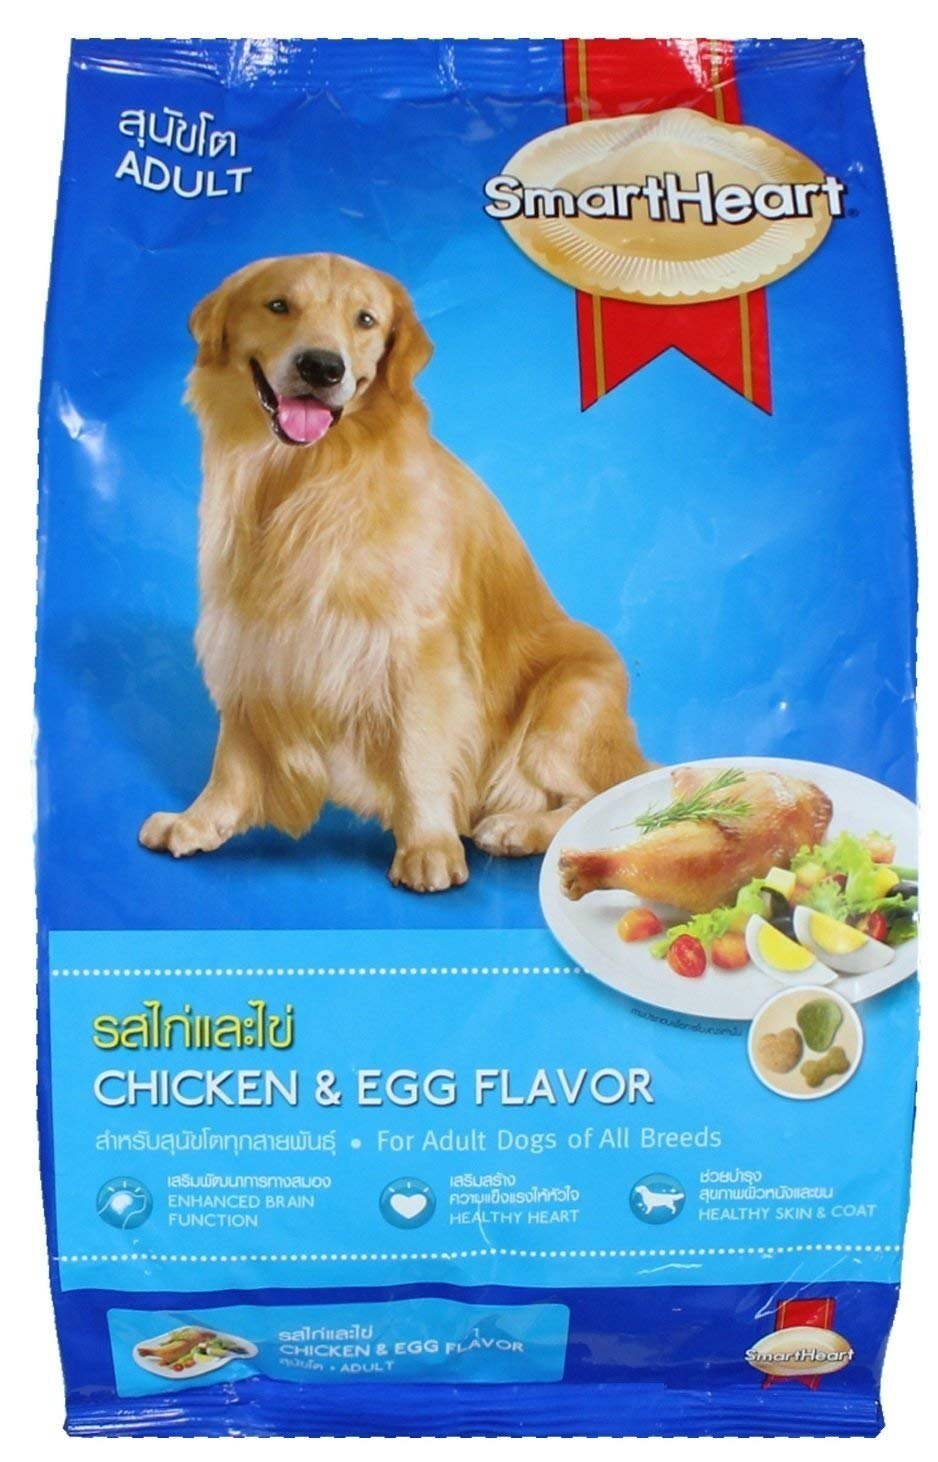 สุนัขโต
ADULT
SmartHeart®
รสไก่และไข่
CHICKEN & EGG FLAVOR
สำหรับสุนัขโตทุกสายพันธุ์ • For Adult Dogs of All Breeds
เสริมพัฒนาการทางสมอง
ENHANCED BRAIN
FUNCTION
เสริมสร้าง
ความแข็งแรงให้หัวใจ
HEALTHY HEART
ช่วยบำรุง
สุขภาพผิวหนังและขน
HEALTHY SKIN & COAT
รสไก่และไข่
CHICKEN & EGG FLAVOR
สุนัขโต • ADULT
SmartHeart